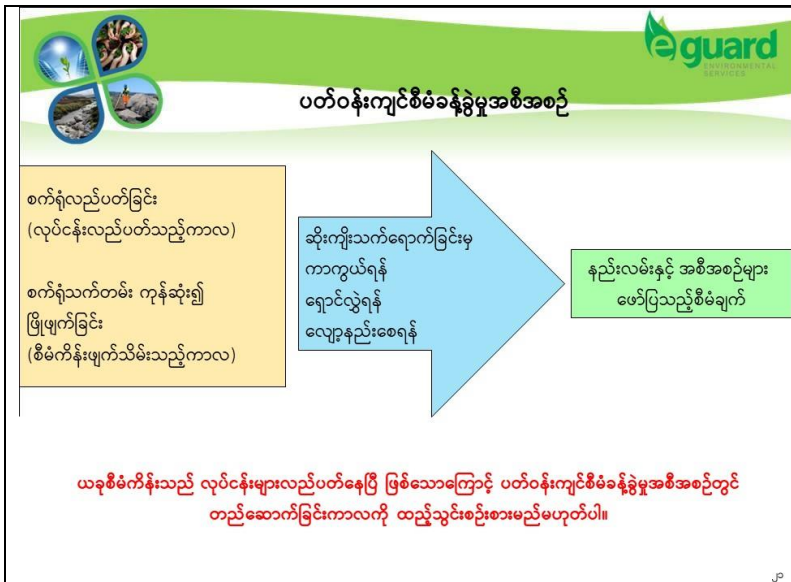 eguard
ENVIRONMENTAL
SERVICES
ပတ်ဝန်းကျင်စီမံခန့်ခွဲမှုအစီအစဉ်
စက်ရုံလည်ပတ်ခြင်း
(လုပ်ငန်းလည်ပတ်သည့်ကာလ)
စက်ရုံသက်တမ်း ကုန်ဆုံး၍
ဖြိုဖျက်ခြင်း
(စီမံကိန်းဖျက်သိမ်းသည့်ကာလ)
ဆိုးကျိုးသက်ရောက်ခြင်းမှ
ကာကွယ်ရန်
ရှောင်လွှဲရန်
လျော့နည်းစေရန်
နည်းလမ်းနှင့် အစီအစဉ်များ
ဖော်ပြသည့်စီမံချက်
ယခုစီမံကိန်းသည် လုပ်ငန်းများလည်ပတ်နေပြီ ဖြစ်သောကြောင့် ပတ်ဝန်းကျင်စီမံခန့်ခွဲမှုအစီအစဉ်တွင်
တည်ဆောက်ခြင်းကာလကို ထည့်သွင်းစဉ်းစားမည်မဟုတ်ပါ။
၂၁